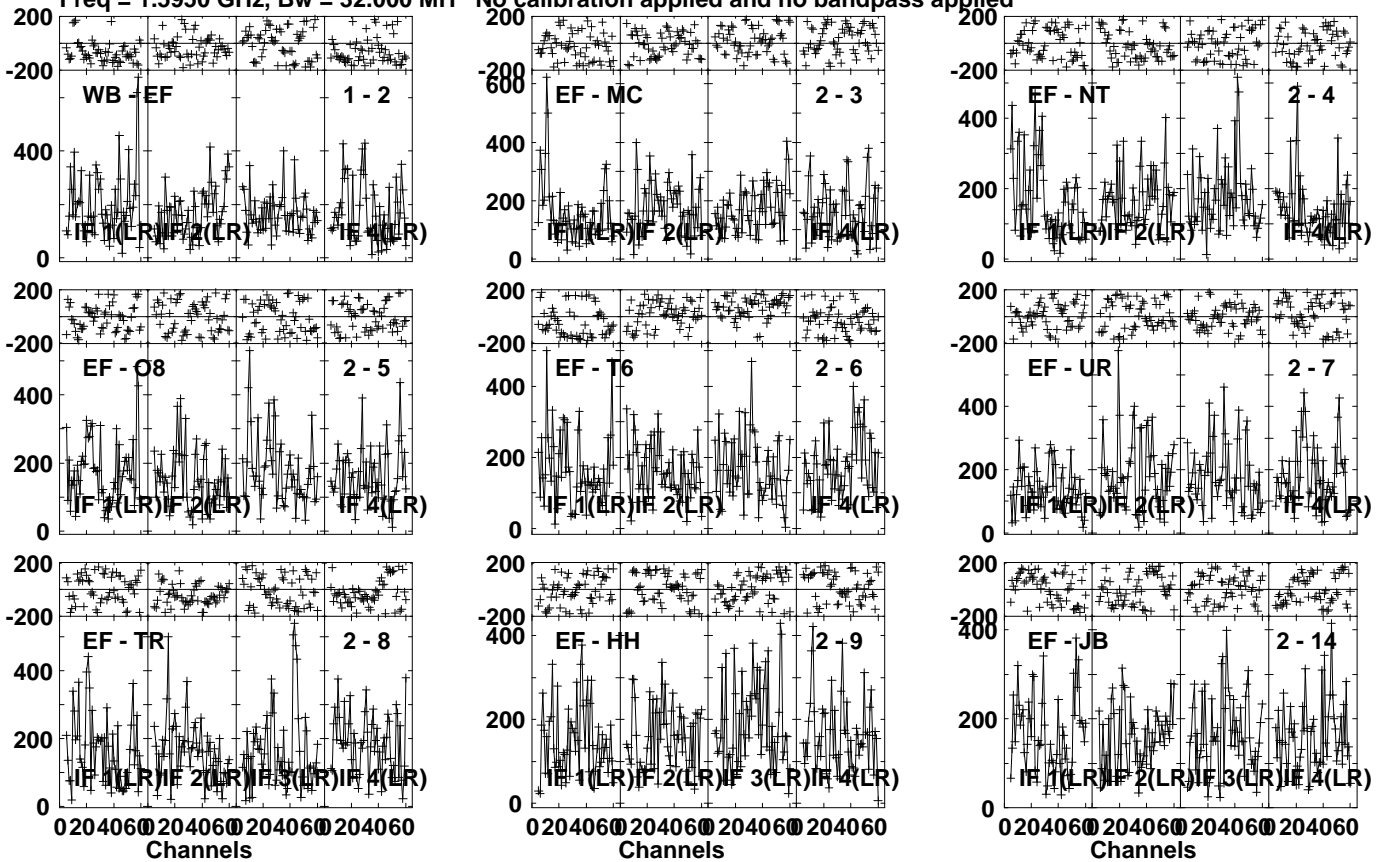 Freq = 1.5950 GHz, Bw = 32.000 MH No calibration applied and no bandpass applied
200 200 200
-200 -200 -200
WB - EF 1 - 2 EF - MC 2 - 3 EF - NT 2 - 4
600
400 400 400
200 200 200
IF 1(LR) IF 2(LR) IF 4(LR) IF 1(LR) IF 2(LR) IF 4(LR) IF 1(LR) IF 2(LR) IF 4(LR)
0 0 0
200 200 200
-200 -200 -200
EF - O8 2 - 5 EF - T6 2 - 6 EF - UR 2 - 7
400 400 400
200 200 200
IF 1(LR) IF 2(LR) IF 4(LR) IF 1(LR) IF 2(LR) IF 4(LR) IF 1(LR) IF 2(LR) IF 4(LR)
0 0 0
200 200 200
-200 -200 -200
EF - TR 2 - 8 EF - HH 2 - 9 EF - JB 2 - 14
400 400 400
200 200 200
IF 1(LR) IF 2(LR) IF 3(LR) IF 4(LR) IF 1(LR) IF 2(LR) IF 3(LR) IF 4(LR) IF 1(LR) IF 2(LR) IF 3(LR) IF 4(LR)
0 0 0
0 20 40 60 0 20 40 60 0 20 40 60 0 20 40 60 0 20 40 60 0 20 40 60 0 20 40 60 0 20 40 60 0 20 40 60 0 20 40 60 0 20 40 60 0 20 40 60
Channels Channels Channels